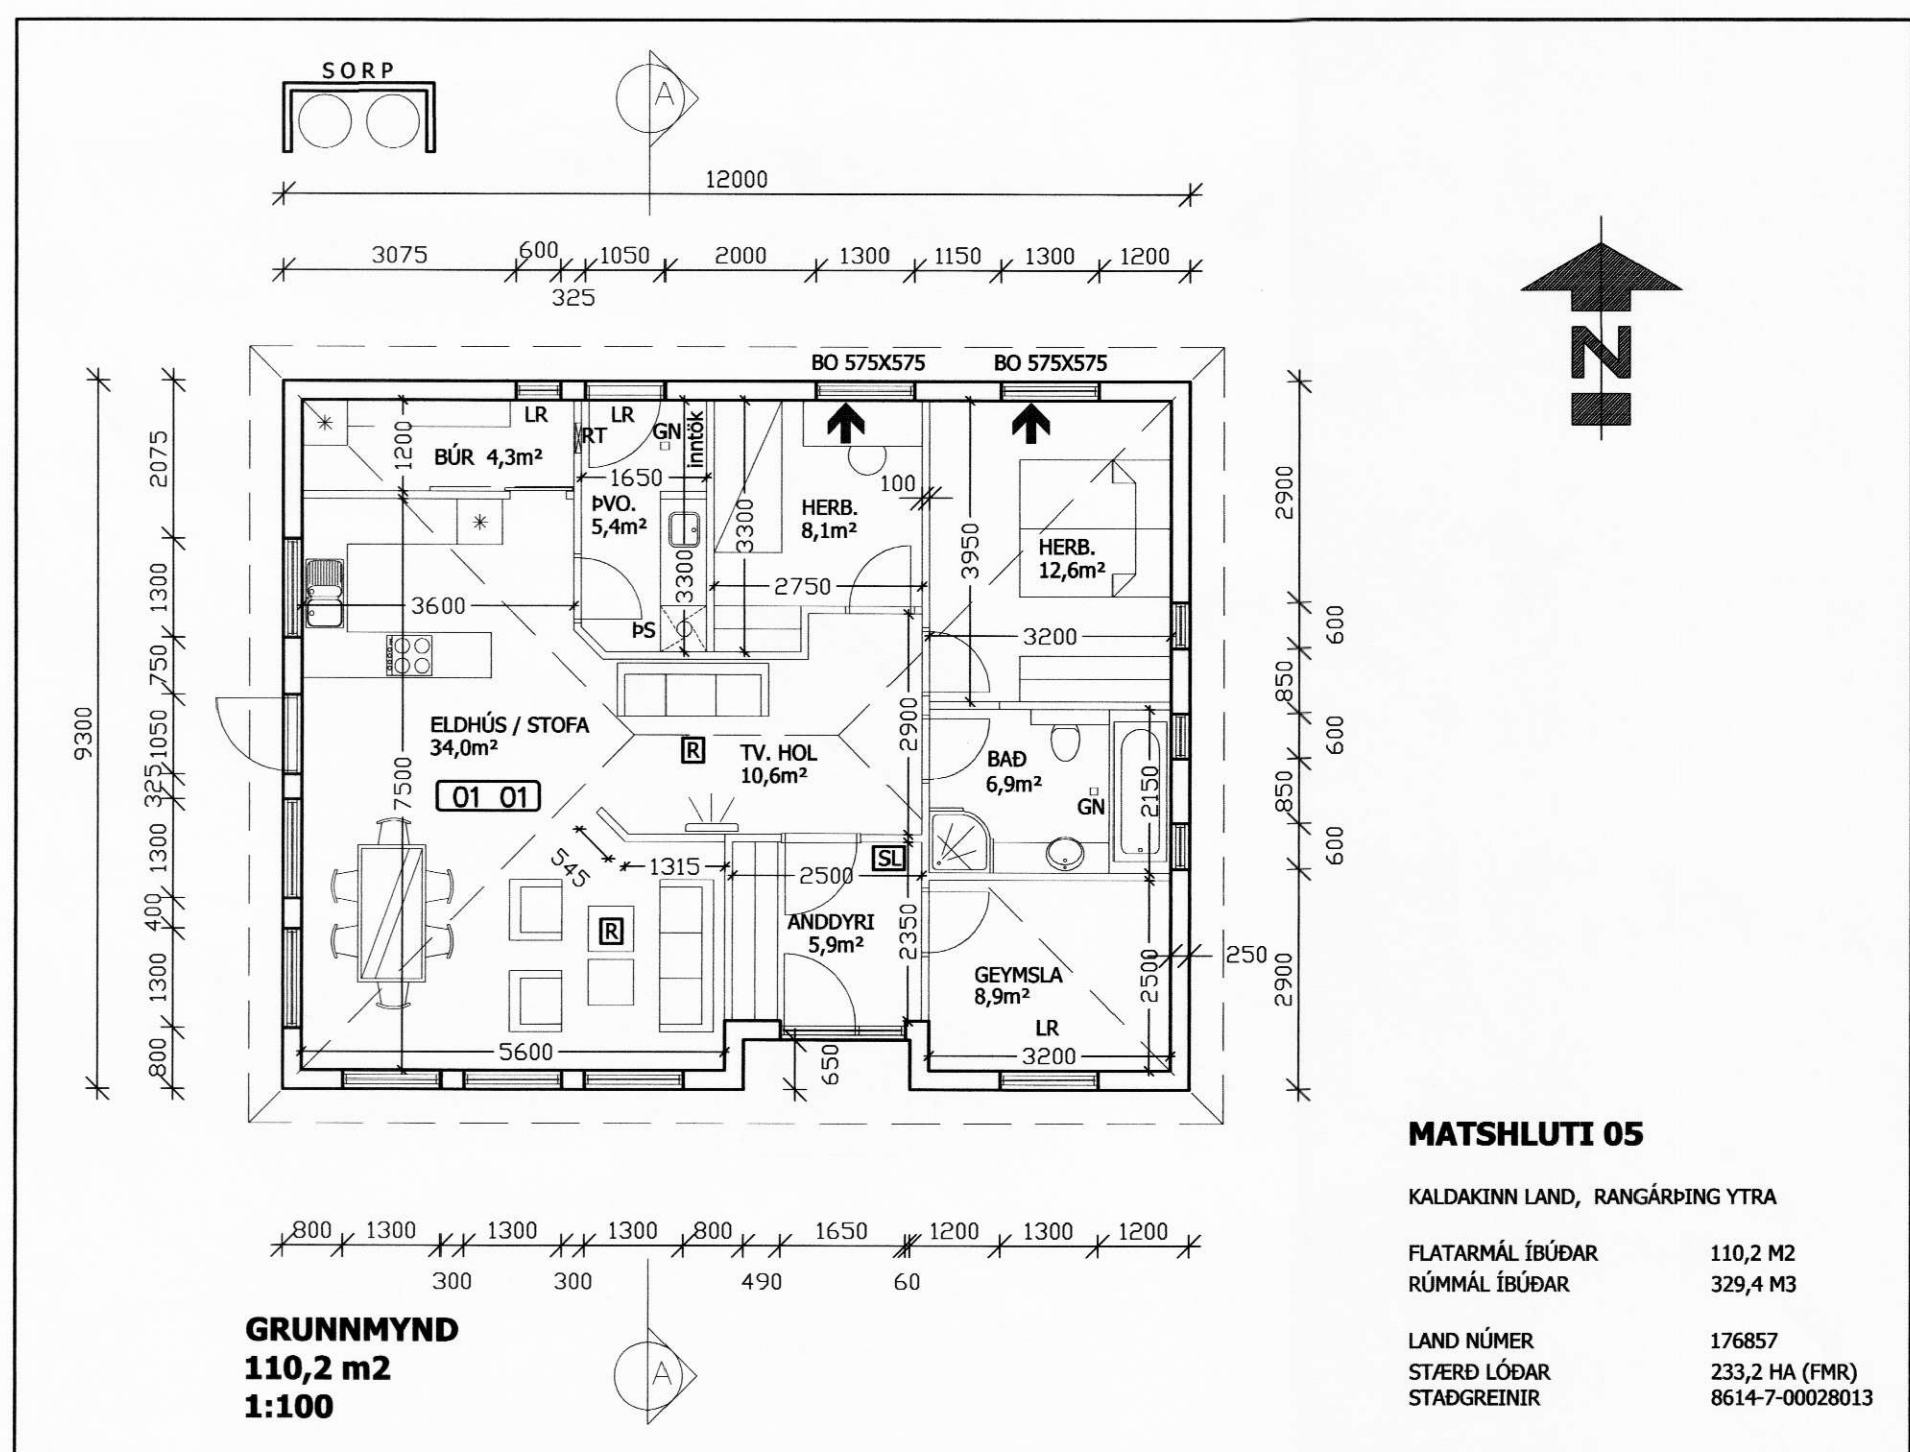 SORP
A
12000
3075
600
1050
2000
1300
1150
1300
1200
325
BO 575X575
BO 575X575
9300
2075
1300
750
1050
325
1300
400
1300
800
LR
LR
RT
GN
inntök
BÚR 4,3m²
1200
1650
ÞVO.
5,4m²
3300
3300
HERB.
8,1m²
100
2750
3950
HERB.
12,6m²
3200
3600
ÞS
ELDHÚS / STOFA
34,0m²
7500
01 01
R
TV. HOL
10,6m²
2900
BAÐ
6,9m²
GN
2150
545
1315
2500
SL
R
ANDDYRI
5,9m²
2350
GEYMSLA
8,9m²
LR
2500
250
5600
650
3200
2900
600
850
600
850
600
2900
800
1300
1300
1300
800
1650
1200
1300
1200
300
300
490
60
A
N
GRUNNMYND
110,2 m2
1:100
MATSHLUTI 05
KALDAKINN LAND, RANGÁRÞING YTRA
FLATARMÁL ÍBÚÐAR 110,2 M2
RÚMMÁL ÍBÚÐAR 329,4 M3
LAND NÚMER 176857
STÆRÐ LÓÐAR 233,2 HA (FMR)
STAÐGREINIR 8614-7-00028013